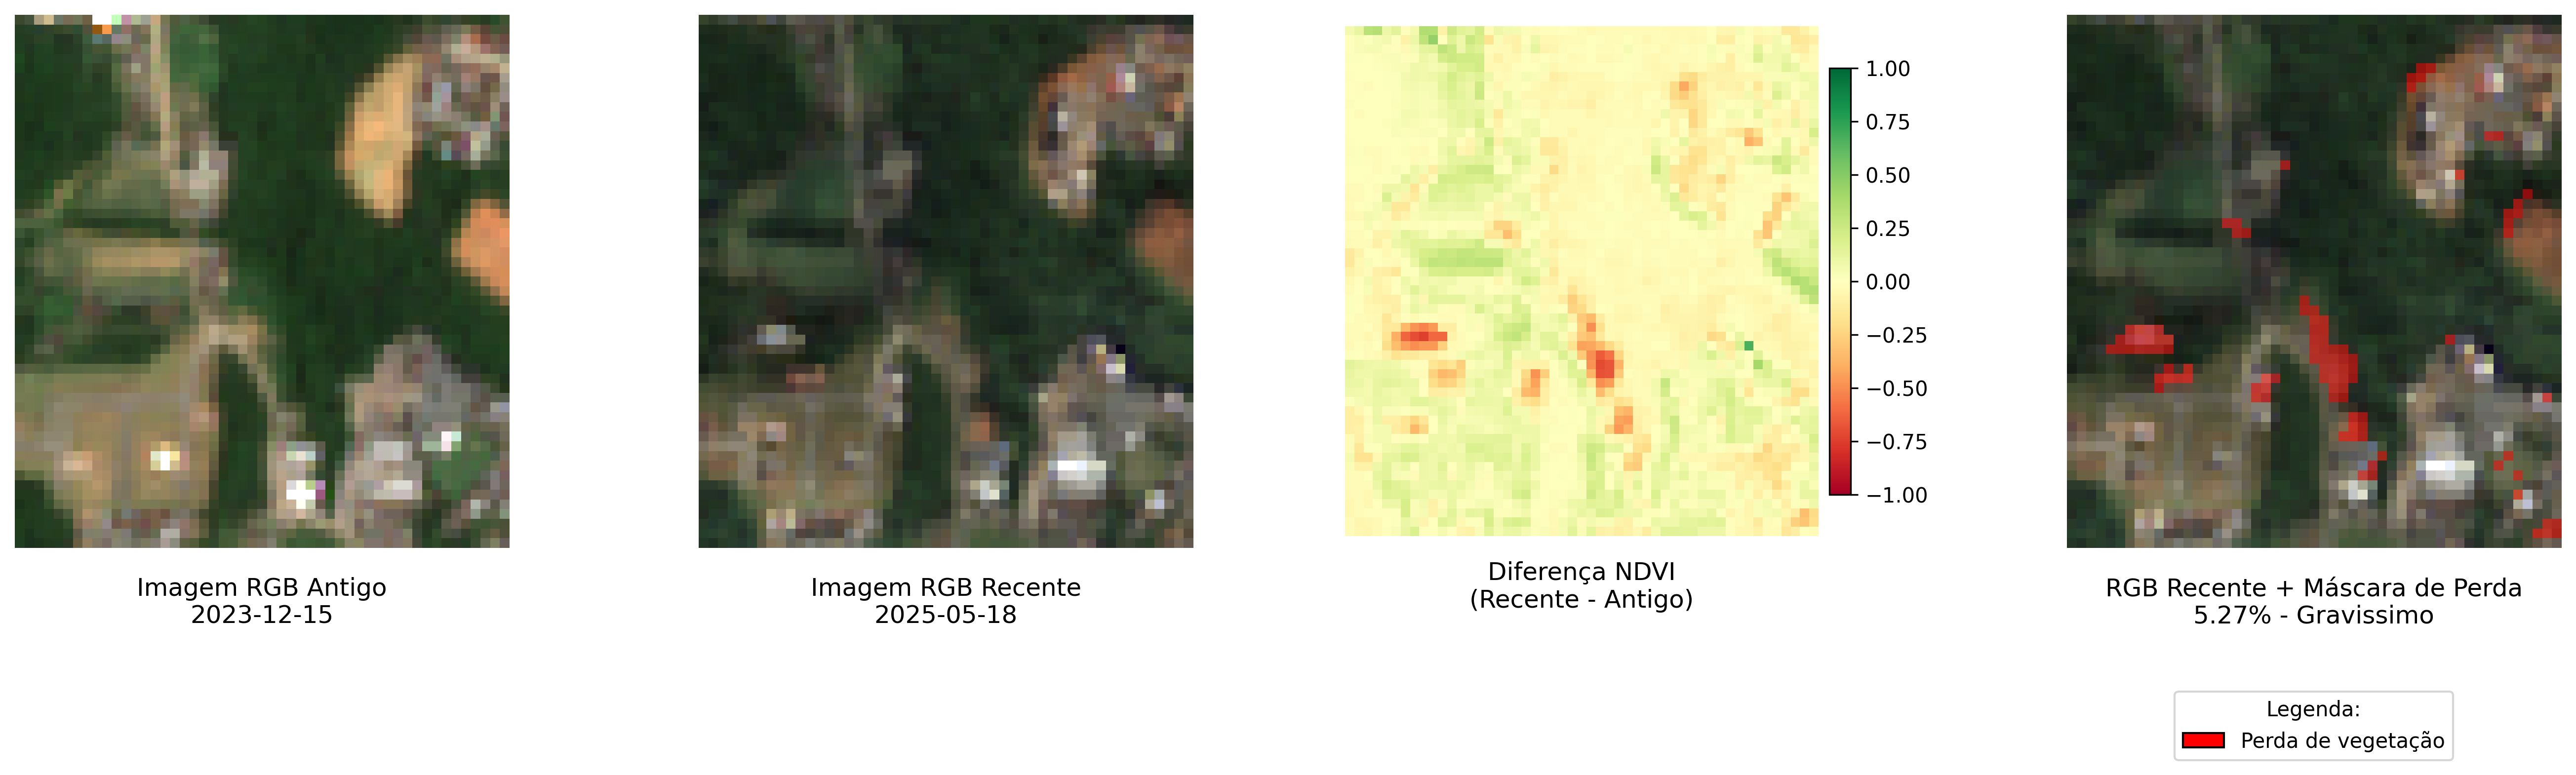 Imagem RGB Antigo
2023-12-15
Imagem RGB Recente
2025-05-18
Diferença NDVI
(Recente - Antigo)
1.00
0.75
0.50
0.25
0.00
−0.25
−0.50
−0.75
−1.00
RGB Recente + Máscara de Perda
5.27% - Gravissimo
Legenda:
Perda de vegetação